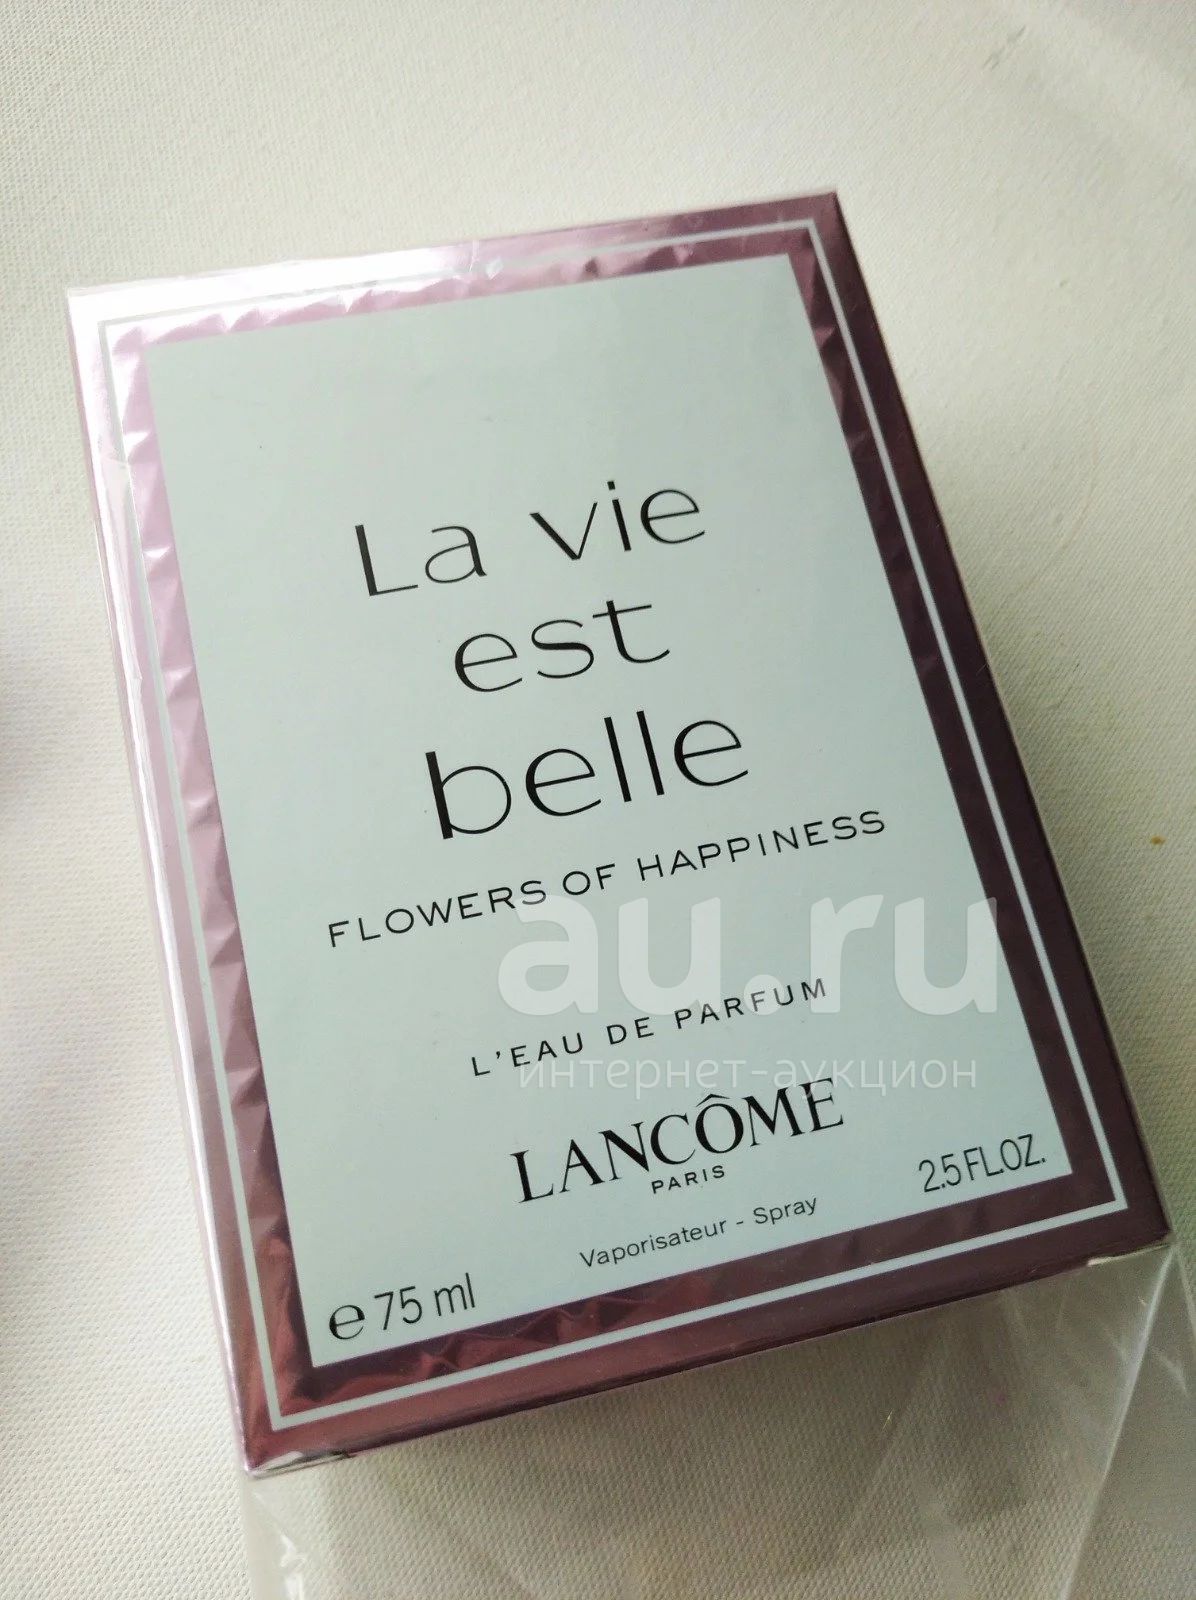 La vie
est
belle
FLOWERS OF HAPPINESS
au.ru
L'EAU DE PARFUM
интернет-аукцион
LANCÔME
PARIS
Vaporisateur - Spray
2.5 FL.OZ.
℮ 75 ml